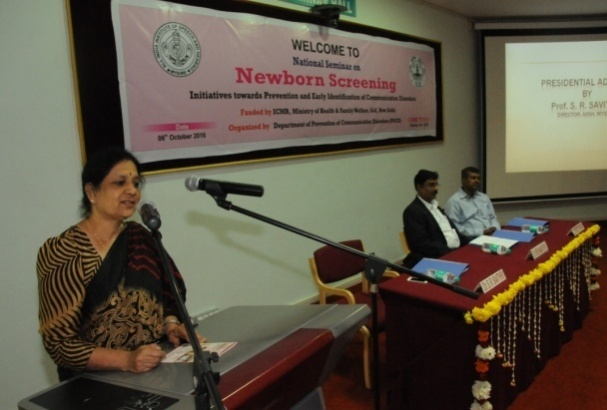 WELCOME TO
National Seminar on
Newborn Screening
Initiatives towards Prevention and Early Identification of Communication Disorders
Funded by ICMR, Ministry of Health & Family Welfare, GoI, New Delhi
Organized by Department of Prevention of Communication Disorders (POCD)
Date
06th October 2016
PRESIDENTIAL AD
BY
Prof. S. R. SAVIT
DIRECTOR, AIISH, MYS